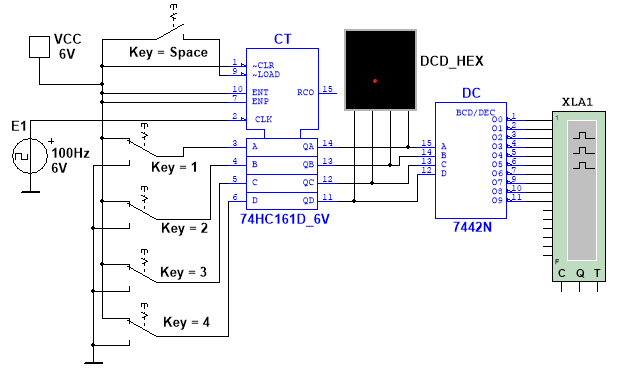 VCC
6V
Key = Space
CT
1 ~CLR
9 ~LOAD
10 ENT
7 ENP
2 CLK
RCO 15
3 A QA 14
4 B QB 13
5 C QC 12
6 D QD 11
74HC161D_6V
DCD_HEX
E1
+
100Hz
6V
Key = 1
Key = 2
Key = 3
Key = 4
DC
BCD/DEC
15 A
14 B
13 C
12 D
O0 1
O1 2
O2 3
O3 4
O4 5
O5 6
O6 7
O7 9
O8 10
O9 11
7442N
XLA1
1
F
C Q T